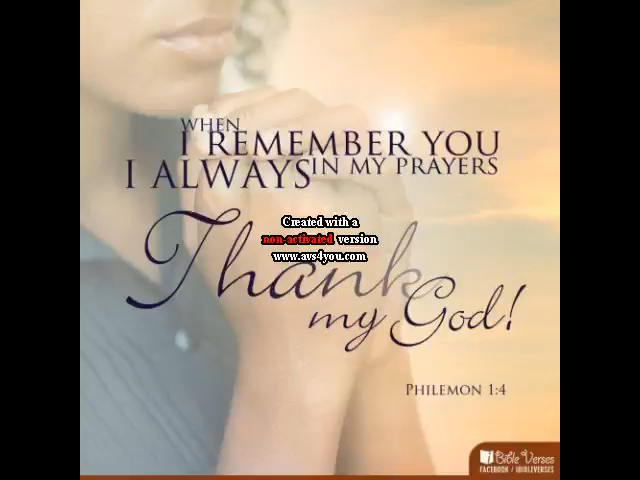 WHEN
I REMEMBER YOU
I ALWAYS IN MY PRAYERS
Created with a
non-activated version
www.avs4you.com
Thank
my God!
PHILEMON 1:4
iBible Verses
FACEBOOK / IBIBLEVERSES